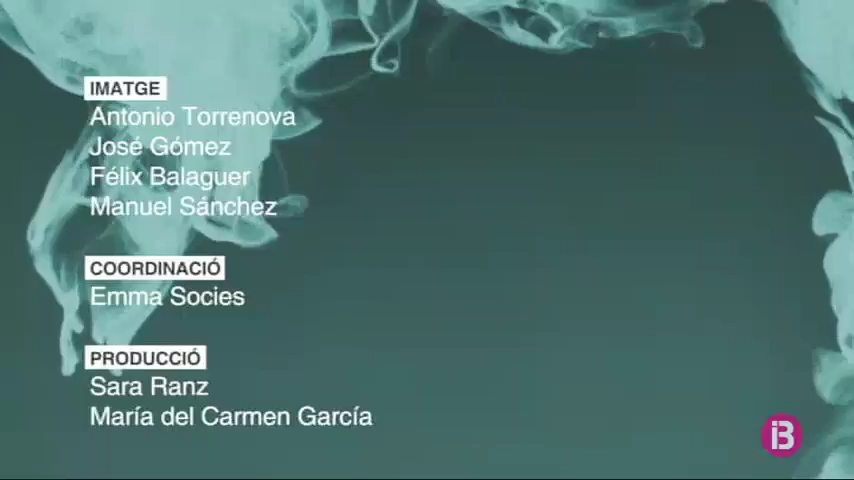 IMATGE
Antonio Torrenova
José Gómez
Félix Balaguer
Manuel Sánchez
COORDINACIÓ
Emma Socies
PRODUCCIÓ
Sara Ranz
María del Carmen García
iB